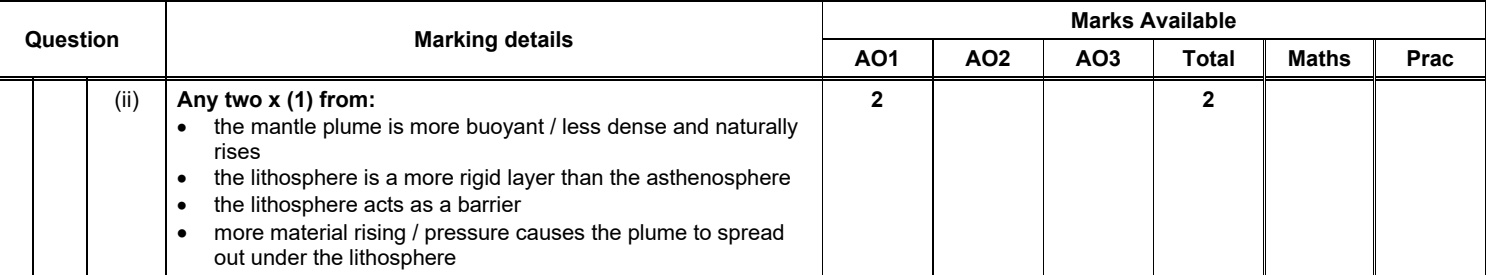 Question Marking details Marks Available
AO1 AO2 AO3 Total Maths Prac
(ii) Any two x (1) from: 2 2
• the mantle plume is more buoyant / less dense and naturally
rises
• the lithosphere is a more rigid layer than the asthenosphere
• the lithosphere acts as a barrier
• more material rising / pressure causes the plume to spread
out under the lithosphere